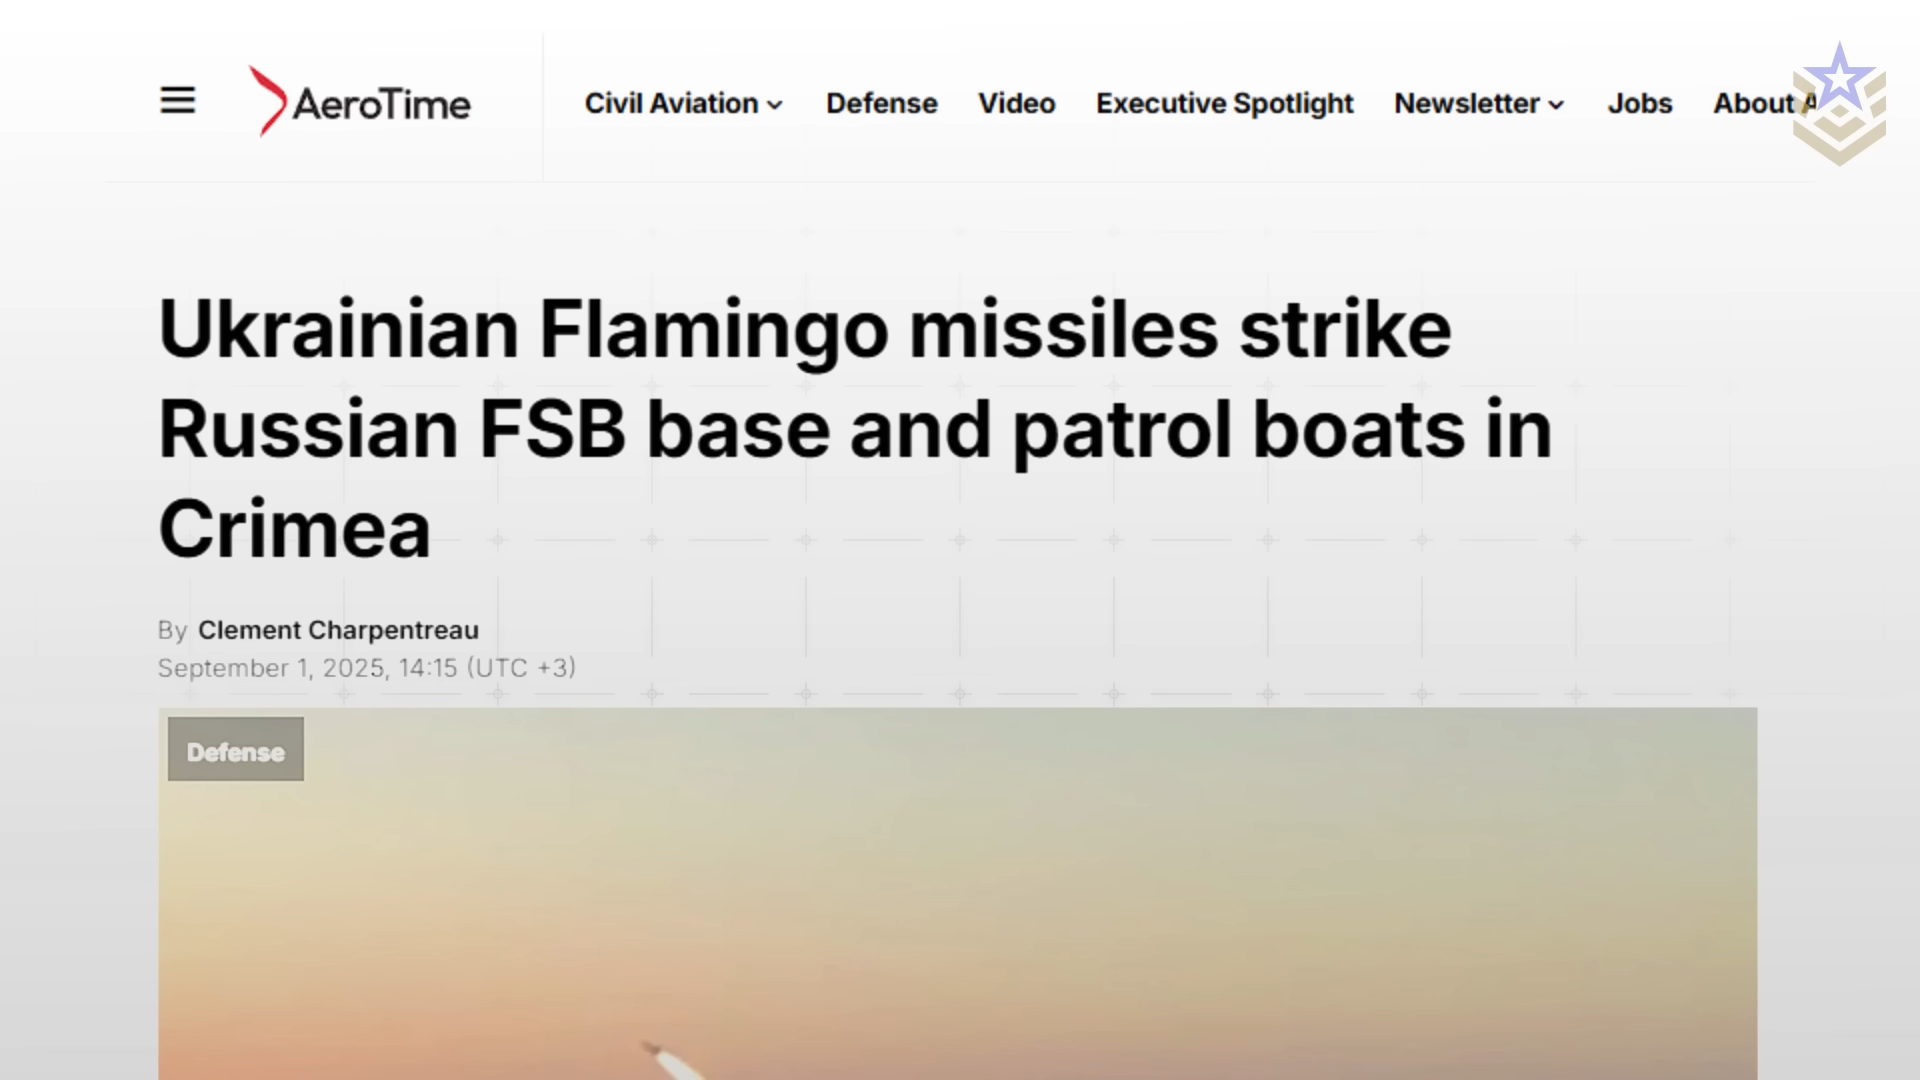 AeroTime
Civil Aviation
Defense
Video
Executive Spotlight
Newsletter
Jobs
About
Ukrainian Flamingo missiles strike
Russian FSB base and patrol boats in
Crimea
By Clement Charpentreau
September 1, 2025, 14:15 (UTC +3)
Defense